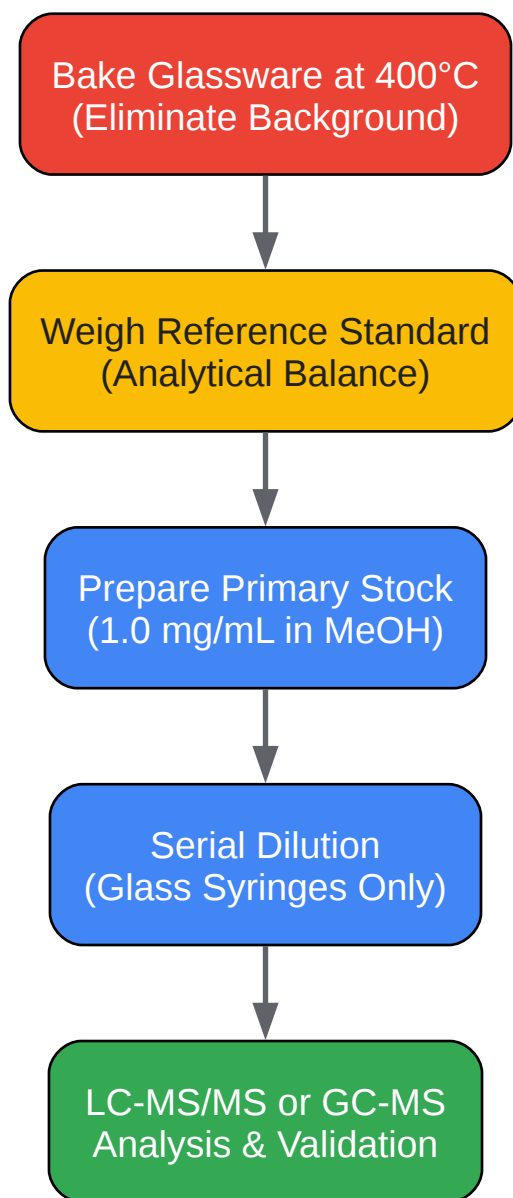 Bake Glassware at 400°C
(Eliminate Background)
Weigh Reference Standard
(Analytical Balance)
Prepare Primary Stock
(1.0 mg/mL in MeOH)
Serial Dilution
(Glass Syringes Only)
LC-MS/MS or GC-MS
Analysis & Validation